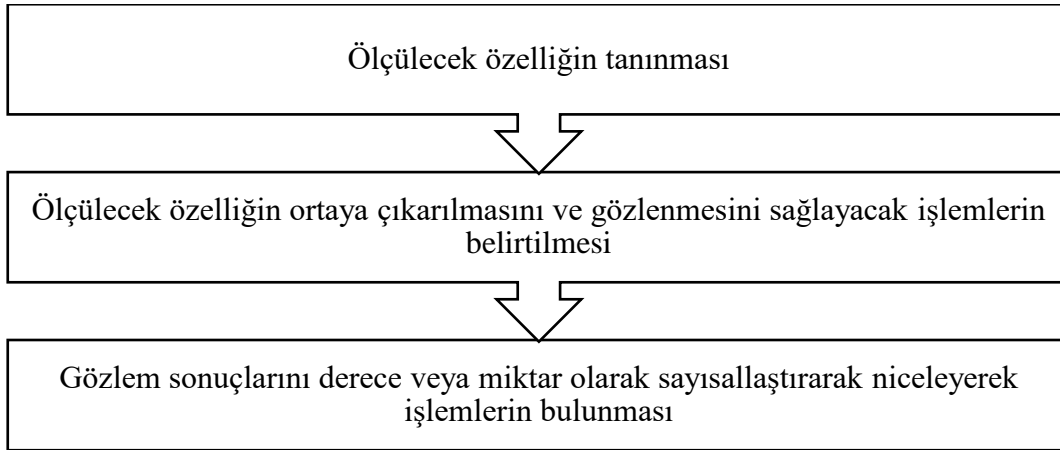 Ölçülecek özelliğin tanınması
Ölçülecek özelliğin ortaya çıkarılmasını ve gözlenmesini sağlayacak işlemlerin
belirtilmesi
Gözlem sonuçlarını derece veya miktar olarak sayısallaştırarak niceleyerek
işlemlerin bulunması